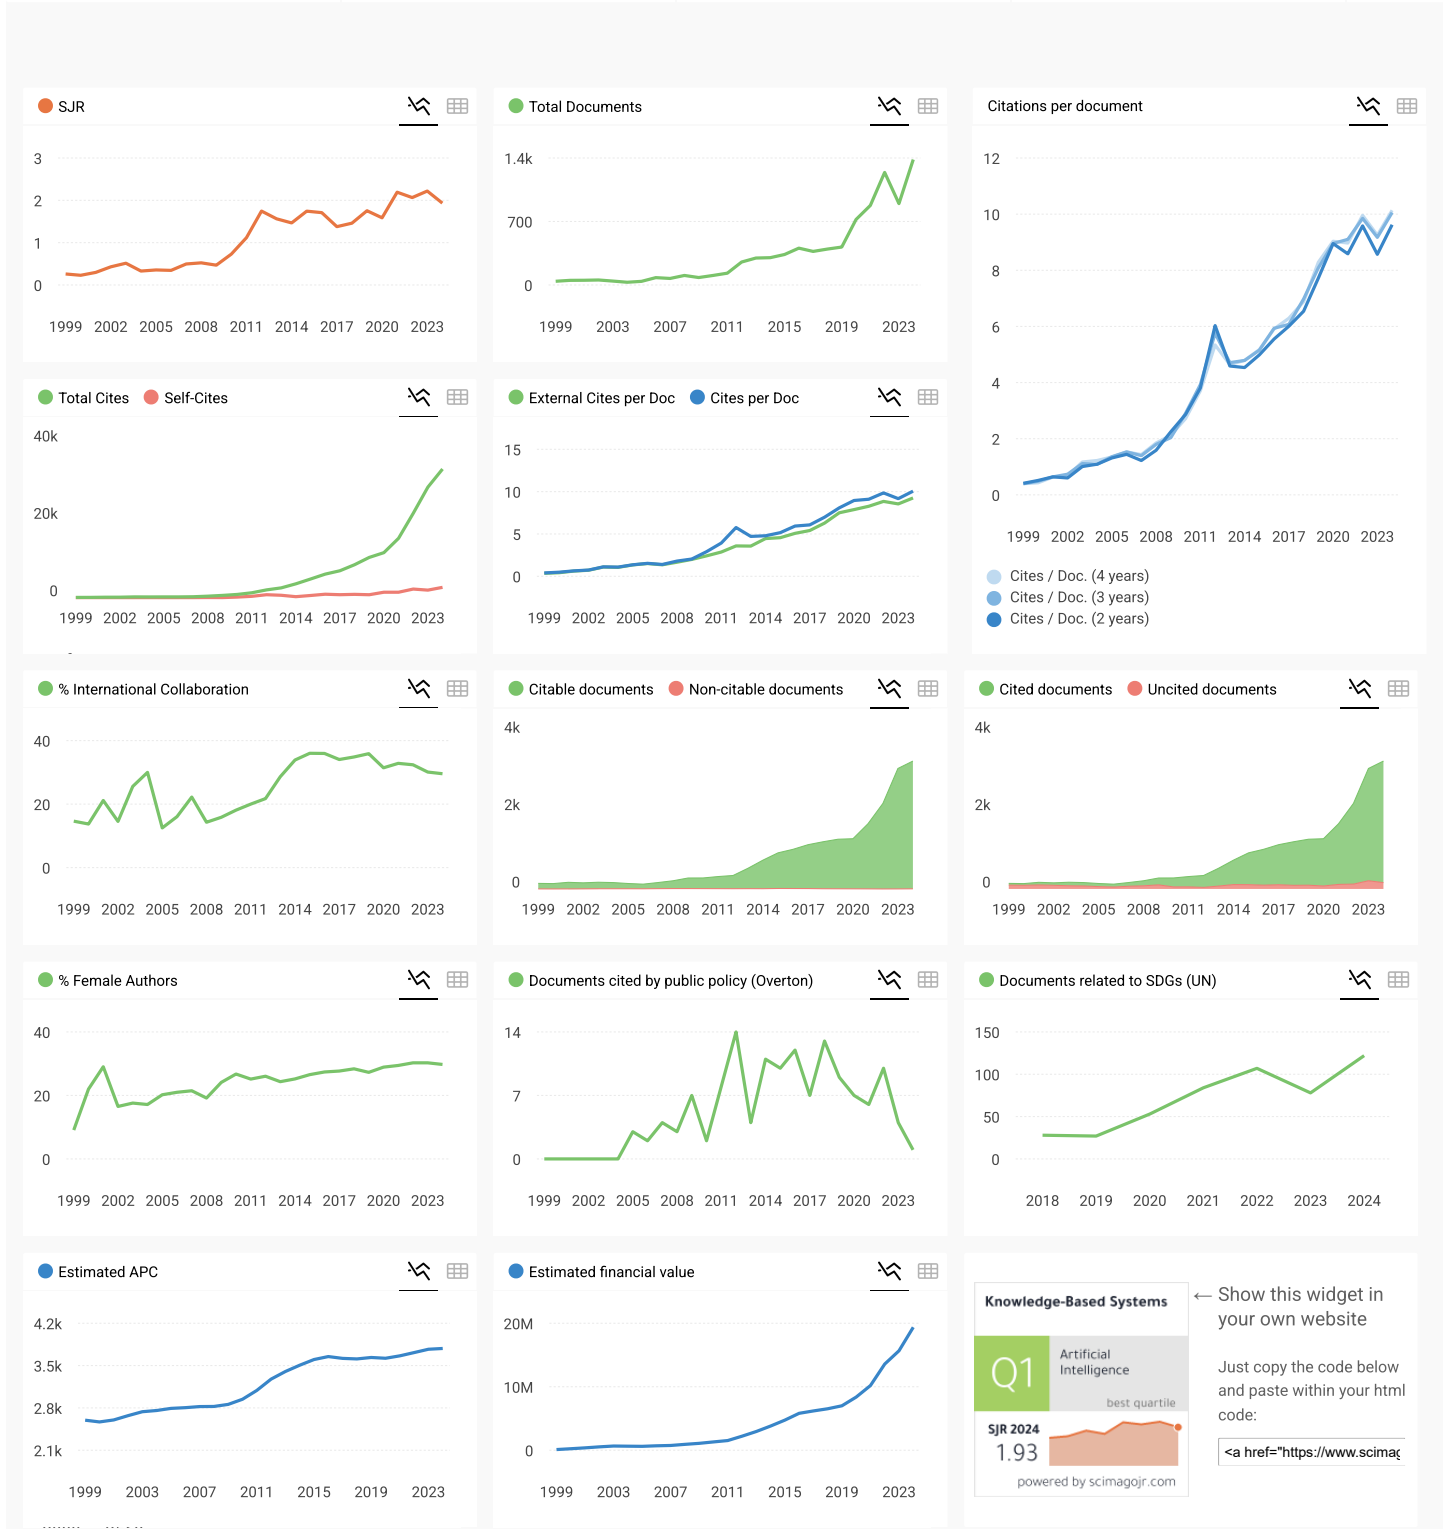 SJR
3
2
1
0
1999 2002 2005 2008 2011 2014 2017 2020 2023
Total Documents
1.4k
700
0
1999 2003 2007 2011 2015 2019 2023
Citations per document
12
10
8
6
4
2
0
1999 2002 2005 2008 2011 2014 2017 2020 2023
Cites / Doc. (4 years)
Cites / Doc. (3 years)
Cites / Doc. (2 years)
Total Cites Self-Cites
40k
20k
0
1999 2002 2005 2008 2011 2014 2017 2020 2023
External Cites per Doc Cites per Doc
15
10
5
0
1999 2002 2005 2008 2011 2014 2017 2020 2023
% International Collaboration
40
20
0
1999 2002 2005 2008 2011 2014 2017 2020 2023
Citable documents Non-citable documents
4k
2k
0
1999 2002 2005 2008 2011 2014 2017 2020 2023
Cited documents Uncited documents
4k
2k
0
1999 2002 2005 2008 2011 2014 2017 2020 2023
% Female Authors
40
20
0
1999 2002 2005 2008 2011 2014 2017 2020 2023
Documents cited by public policy (Overton)
14
7
0
1999 2002 2005 2008 2011 2014 2017 2020 2023
Documents related to SDGs (UN)
150
100
50
0
2018 2019 2020 2021 2022 2023 2024
Estimated APC
4.2k
3.5k
2.8k
2.1k
1999 2003 2007 2011 2015 2019 2023
Estimated financial value
20M
10M
0
1999 2003 2007 2011 2015 2019 2023
Knowledge-Based Systems
Q1
Artificial
Intelligence
best quartile
SJR 2024
1.93
powered by scimagojr.com
← Show this widget in
your own website
Just copy the code below
and paste within your html
code:
<a href="https://www.scimag